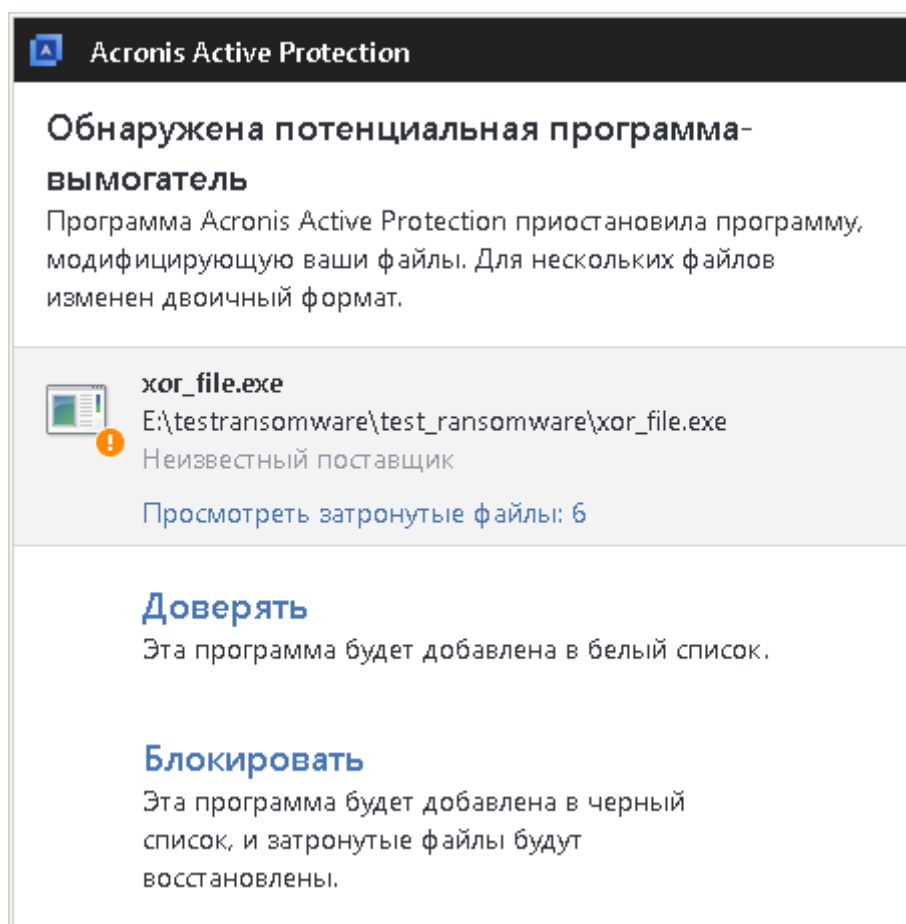 Acronis Active Protection
Обнаружена потенциальная программа-
вымогатель
Программа Acronis Active Protection приостановила программу,
модифицирующую ваши файлы. Для нескольких файлов
изменен двоичный формат.
xor_file.exe
E:\testransomware\test_ransomware\xor_file.exe
Неизвестный поставщик
Просмотреть затронутые файлы: 6
Доверять
Эта программа будет добавлена в белый список.
Блокировать
Эта программа будет добавлена в черный
список, и затронутые файлы будут
восстановлены.